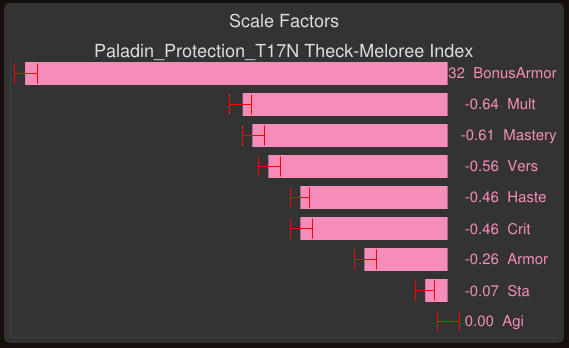 Scale Factors
Paladin_Protection_T17N Theck-Meloree Index
32 BonusArmor
-0.64 Mult
-0.61 Mastery
-0.56 Vers
-0.46 Haste
-0.46 Crit
-0.26 Armor
-0.07 Sta
0.00 Agi